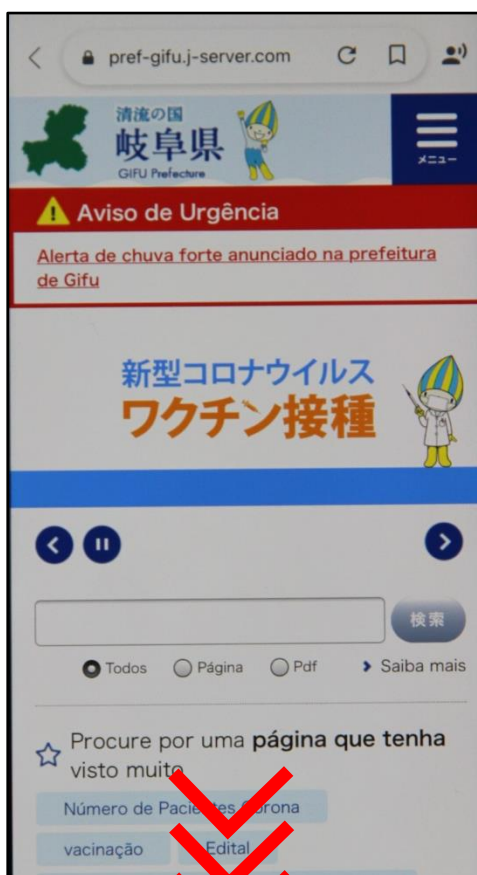 pref-gifu.j-server.com
清流の国
岐阜県
GIFU Prefecture
メニュー
Aviso de Urgência
Alerta de chuva forte anunciado na prefeitura
de Gifu
新型コロナウイルス
ワクチン接種
検索
Todos Página Pdf Saiba mais
Procure por uma página que tenha
visto muito
Número de Pacientes Corona
vacinação Edital